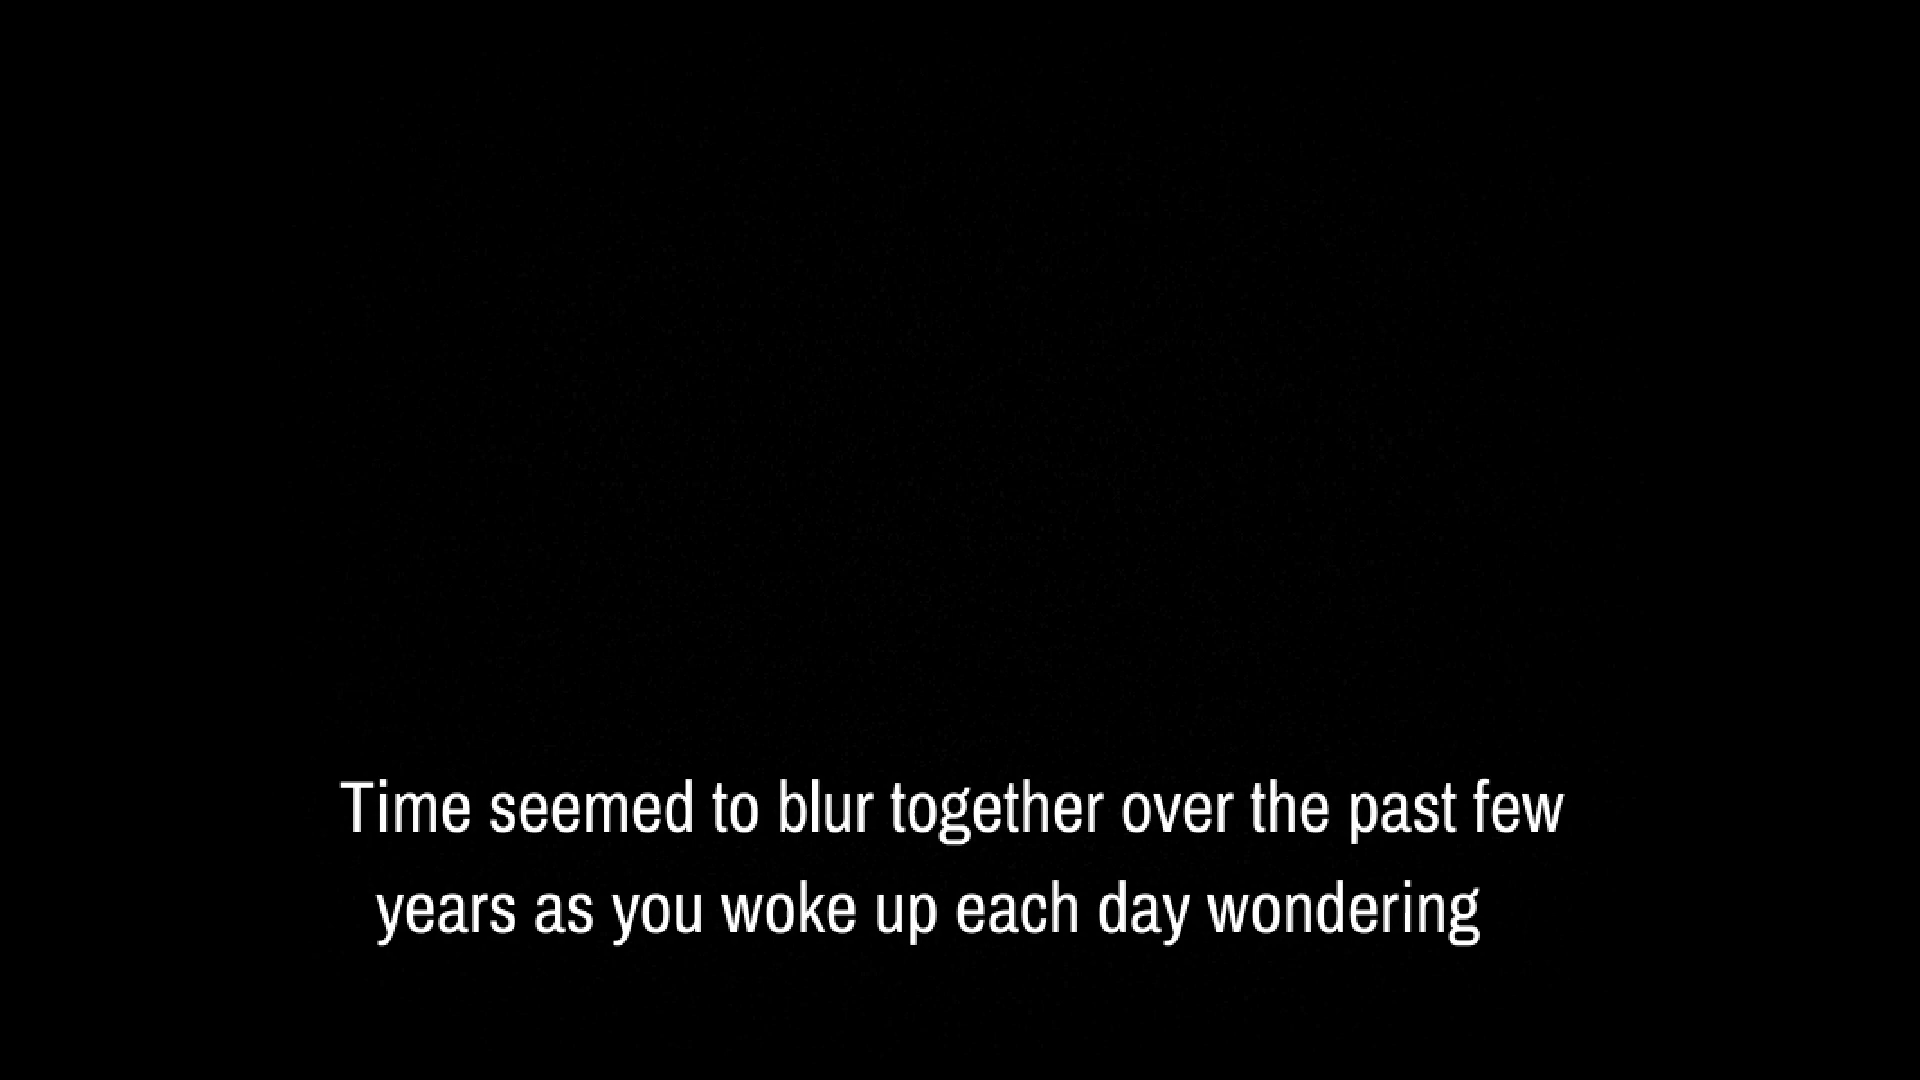 Time seemed to blur together over the past few
years as you woke up each day wondering